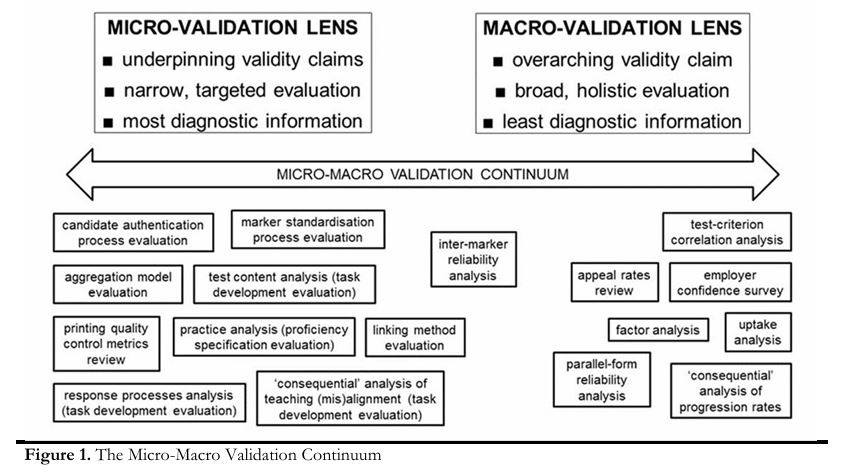 MICRO-VALIDATION LENS
■ underpinning validity claims
■ narrow, targeted evaluation
■ most diagnostic information
MACRO-VALIDATION LENS
■ overarching validity claim
■ broad, holistic evaluation
■ least diagnostic information
MICRO-MACRO VALIDATION CONTINUUM
candidate authentication
process evaluation
marker standardisation
process evaluation
inter-marker
reliability
analysis
test-criterion
correlation analysis
aggregation model
evaluation
test content analysis (task
development evaluation)
appeal rates
review
employer
confidence survey
printing quality
control metrics
review
practice analysis (proficiency
specification evaluation)
linking method
evaluation
factor analysis
uptake
analysis
response processes analysis
(task development evaluation)
‘consequential’ analysis of
teaching (mis)alignment (task
development evaluation)
parallel-form
reliability
analysis
‘consequential’
analysis of
progression rates
Figure 1. The Micro-Macro Validation Continuum